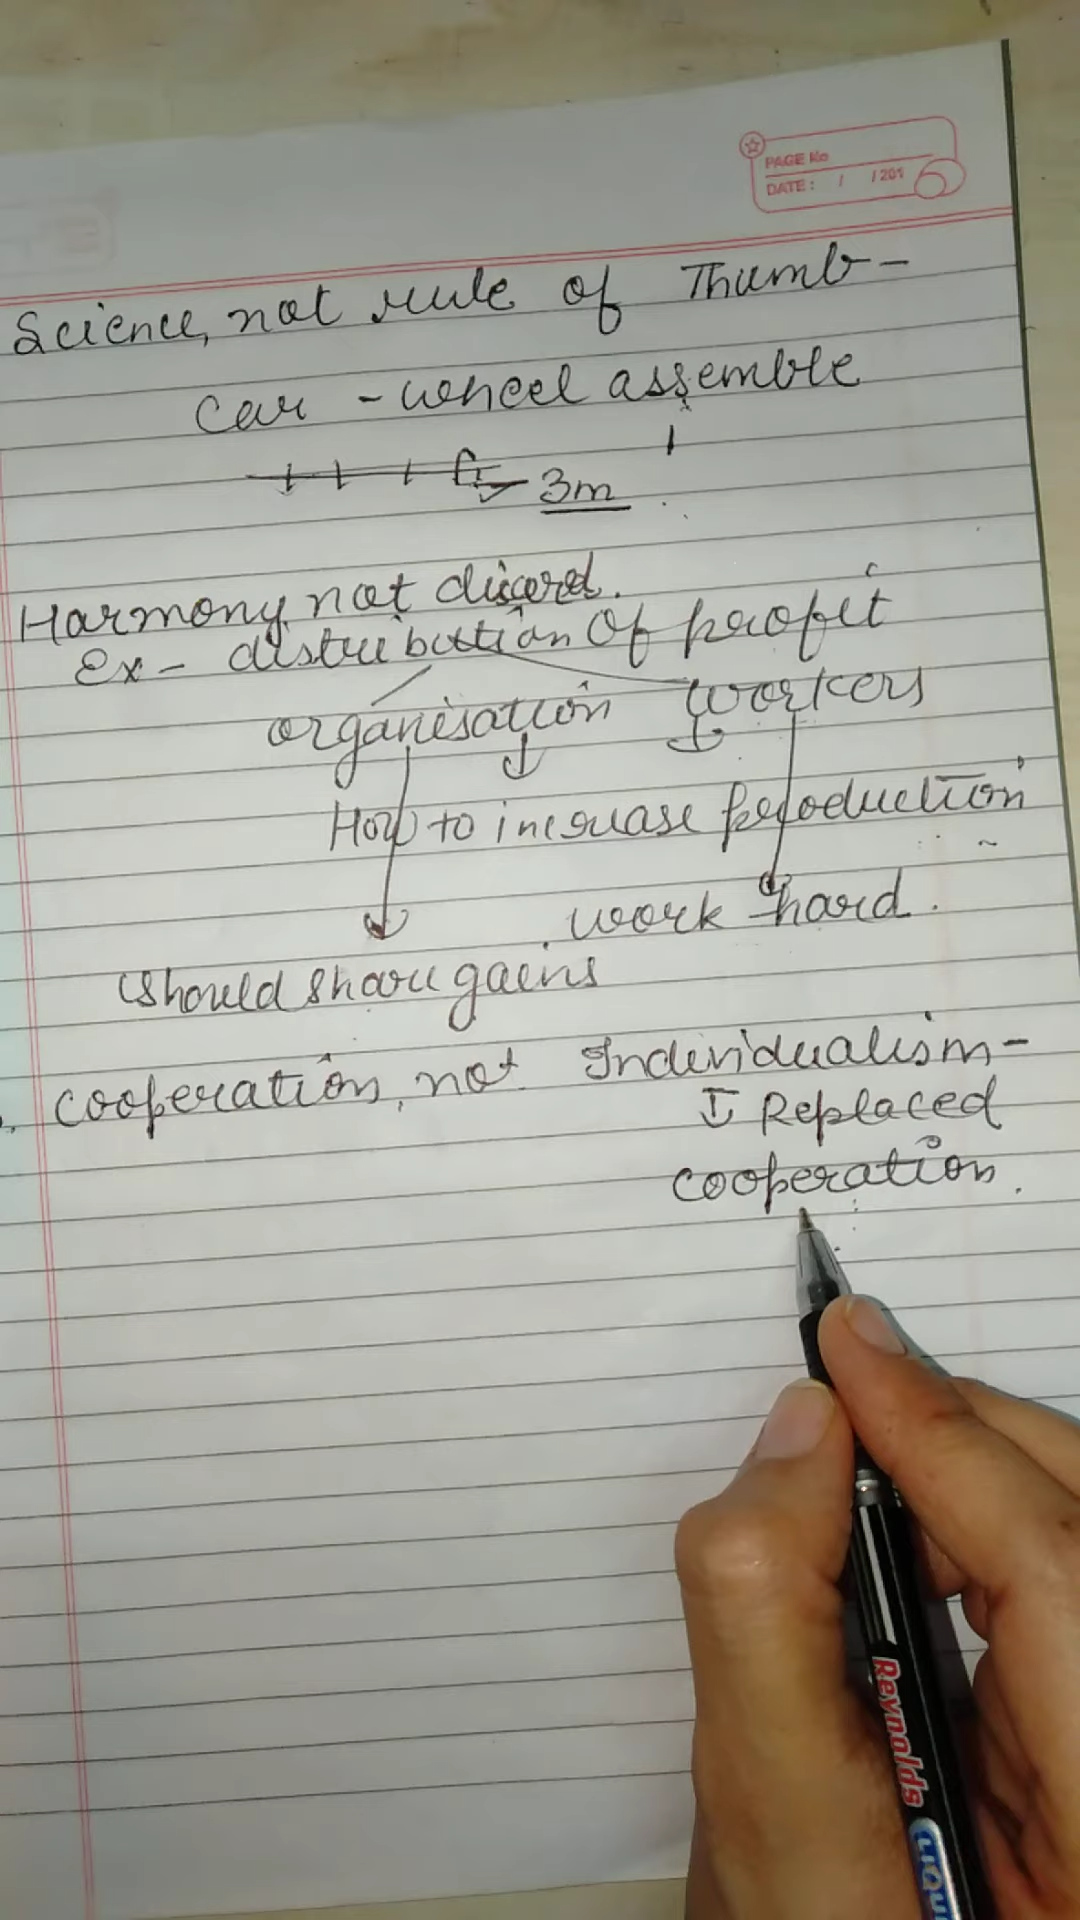 PAGE No
DATE: / /201
Science, not rule of Thumb-
Car - wheel assemble
3m
Harmony, not discord.
Ex- distribution of profit
organisation workers
How to increase production
work hard.
should share gains
cooperation, not Individualism-
Replaced
cooperation.
Reynolds
LIQUI